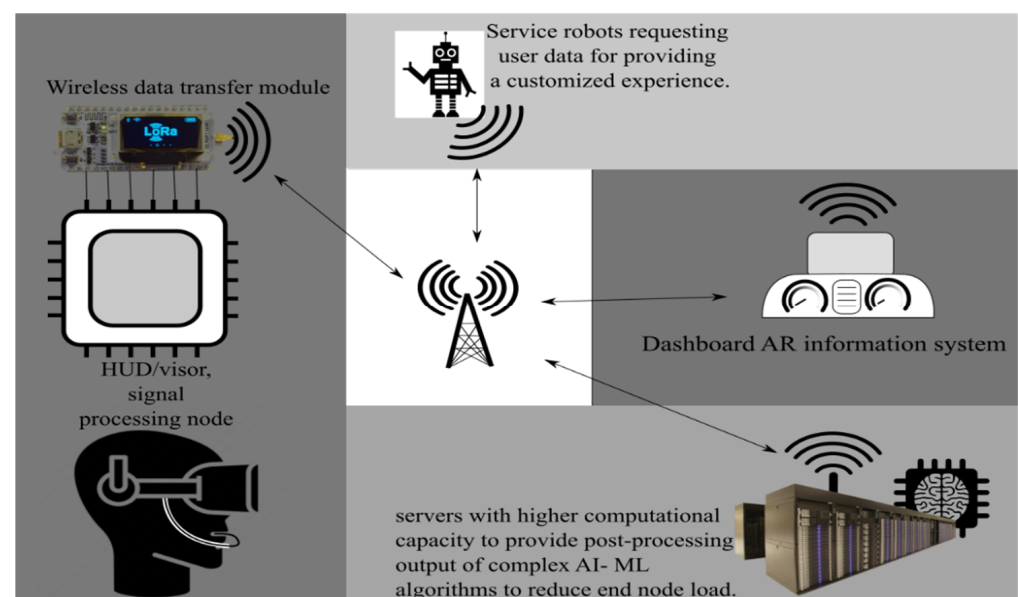 Service robots requesting
user data for providing
a customized experience.
Wireless data transfer module
LoRa
HUD/visor,
signal
processing node
Dashboard AR information system
servers with higher computational
capacity to provide post-processing
output of complex AI- ML
algorithms to reduce end node load.